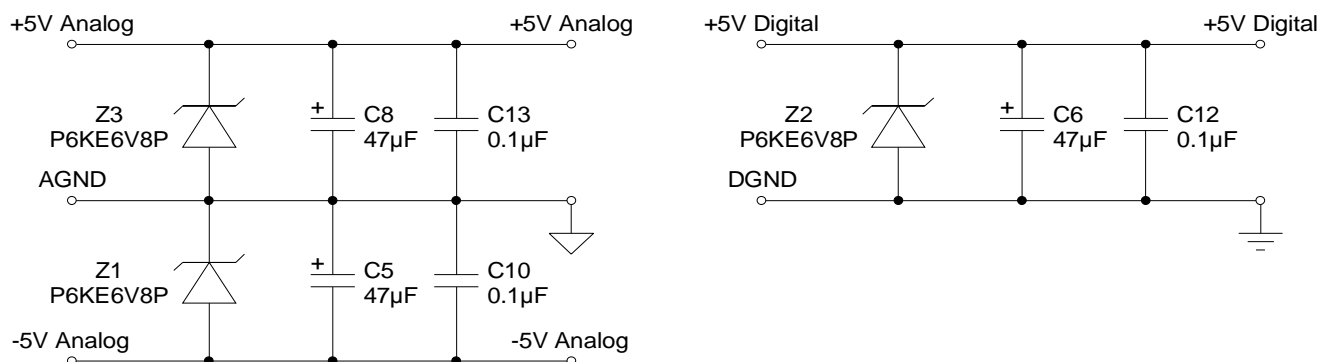 +5V Analog
+5V Analog
Z3
P6KE6V8P
+
C8
47µF
C13
0.1µF
AGND
Z1
P6KE6V8P
+
C5
47µF
C10
0.1µF
-5V Analog
-5V Analog
+5V Digital
+5V Digital
Z2
P6KE6V8P
+
C6
47µF
C12
0.1µF
DGND